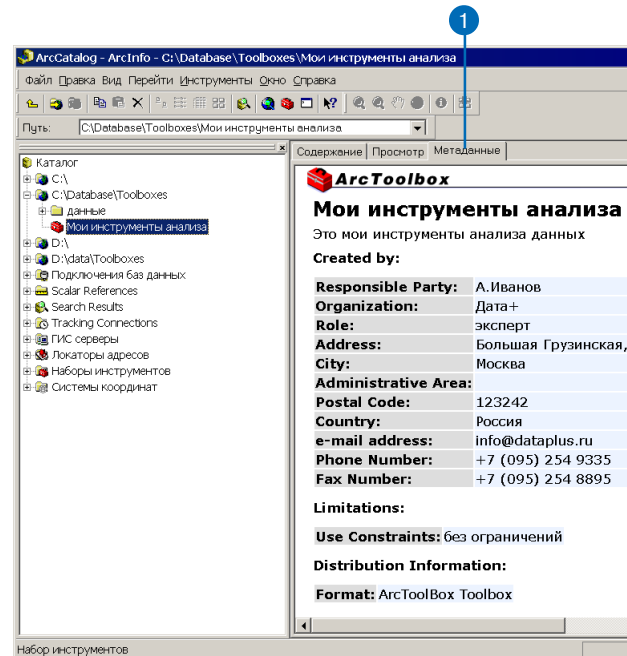 1
ArcCatalog - ArcInfo - C:\Database\Toolboxes\Мои инструменты анализа
Файл Правка Вид Перейти Инструменты Окно Справка
Путь: C:\Database\Toolboxes\Мои инструменты анализа
Каталог
C:\
C:\Database\Toolboxes
данные
Мои инструменты анализа
D:\
D:\data\Toolboxes
Подключения баз данных
Scalar References
Search Results
Tracking Connections
ГИС серверы
Локаторы адресов
Наборы инструментов
Системы координат
Содержание Просмотр Метаданные
ArcToolbox
Мои инструменты анализа
Это мои инструменты анализа данных
Created by:
Responsible Party: А.Иванов
Organization: Дата+
Role: эксперт
Address: Большая Грузинская,
City: Москва
Administrative Area:
Postal Code: 123242
Country: Россия
e-mail address: info@dataplus.ru
Phone Number: +7 (095) 254 9335
Fax Number: +7 (095) 254 8895
Limitations:
Use Constraints: без ограничений
Distribution Information:
Format: ArcToolBox Toolbox
Набор инструментов